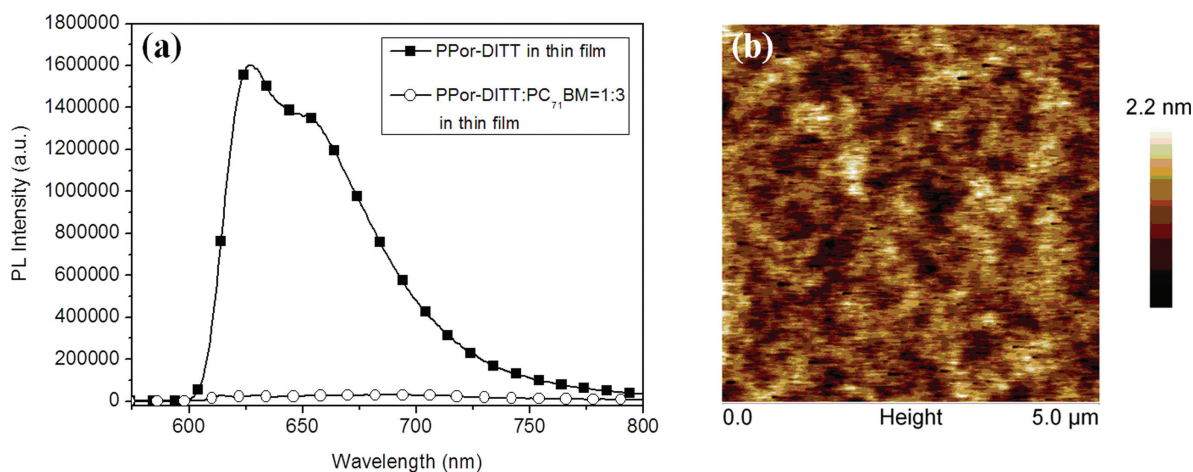 (a)
PPor-DITT in thin film
PPor-DITT:PC71BM=1:3
in thin film
1800000
1600000
1400000
1200000
1000000
800000
600000
400000
200000
0
PL Intensity (a.u.)
600
650
700
750
800
Wavelength (nm)
(b)
2.2 nm
0.0
Height
5.0 µm